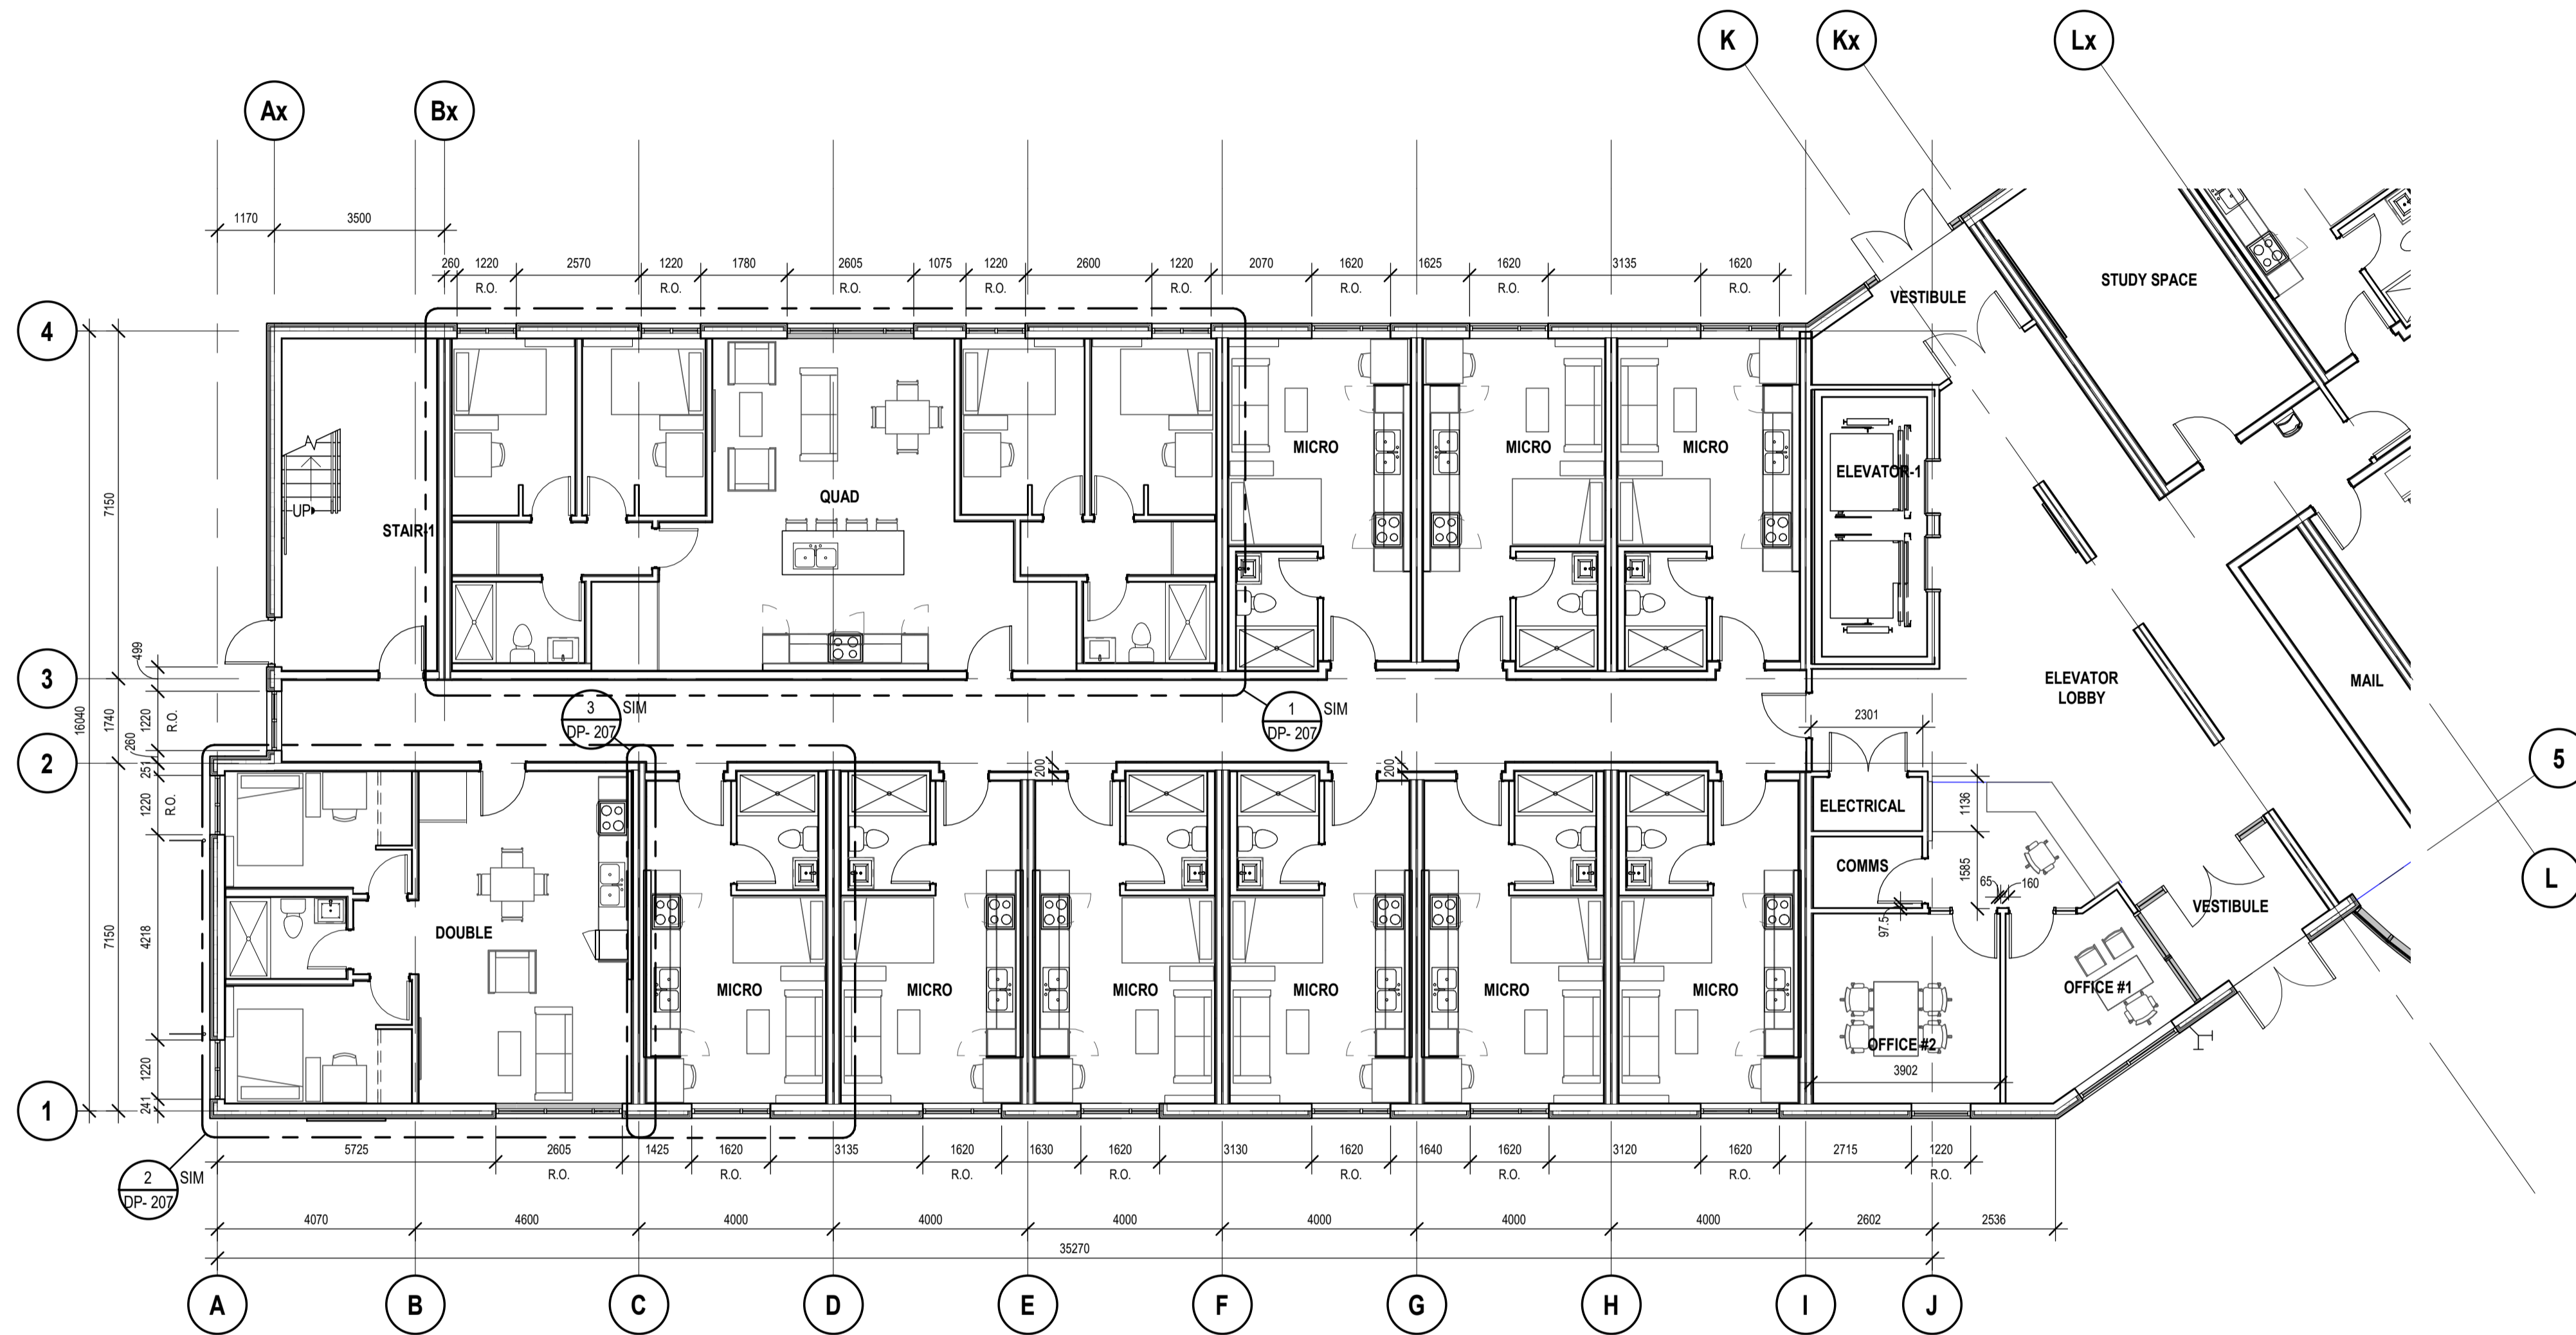 K Kx Lx
Ax Bx
1170 3500
260 1220 2570 1220 1780 2605 1075 1220 2600 1220 2070 1620 1625 1620 3135 1620
R.O. R.O. R.O. R.O. R.O. R.O. R.O. R.O.
STUDY SPACE
VESTIBULE
4
MICRO MICRO MICRO
ELEVATOR-1
QUAD
7150
UP
STAIR-1
499
3
ELEVATOR
LOBBY
MAIL
3 SIM
DP- 207
1 SIM
DP- 207
16040
1740
1220
R.O.
260
2301
2
5
251
200
200
1220
R.O.
ELECTRICAL
1136
COMMS
1585
65 160
L
VESTIBULE
97.5
7150
4218
DOUBLE
MICRO MICRO MICRO MICRO MICRO MICRO
OFFICE #1
OFFICE #2
3902
1220
241
1
5725 2605 1425 1620 3135 1620 1630 1620 3130 1620 1640 1620 3120 1620 2715 1220
R.O. R.O. R.O. R.O. R.O. R.O. R.O. R.O.
2 SIM
DP- 207
4070 4600 4000 4000 4000 4000 4000 4000 2602 2536
35270
A B C D E F G H I J